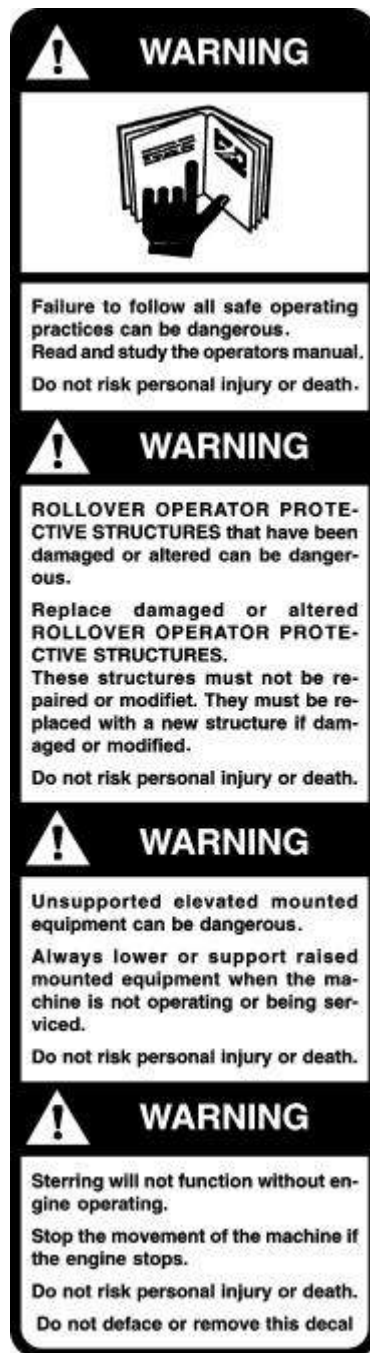 WARNING
Failure to follow all safe operating
practices can be dangerous.
Read and study the operators manual.
Do not risk personal injury or death.
WARNING
ROLLOVER OPERATOR PROTE-
CTIVE STRUCTURES that have been
damaged or altered can be danger-
ous.
Replace damaged or altered
ROLLOVER OPERATOR PROTE-
CTIVE STRUCTURES.
These structures must not be re-
paired or modifiet. They must be re-
placed with a new structure if dam-
aged or modified.
Do not risk personal injury or death.
WARNING
Unsupported elevated mounted
equipment can be dangerous.
Always lower or support raised
mounted equipment when the ma-
chine is not operating or being ser-
viced.
Do not risk personal injury or death.
WARNING
Sterring will not function without en-
gine operating.
Stop the movement of the machine if
the engine stops.
Do not risk personal injury or death.
Do not deface or remove this decal